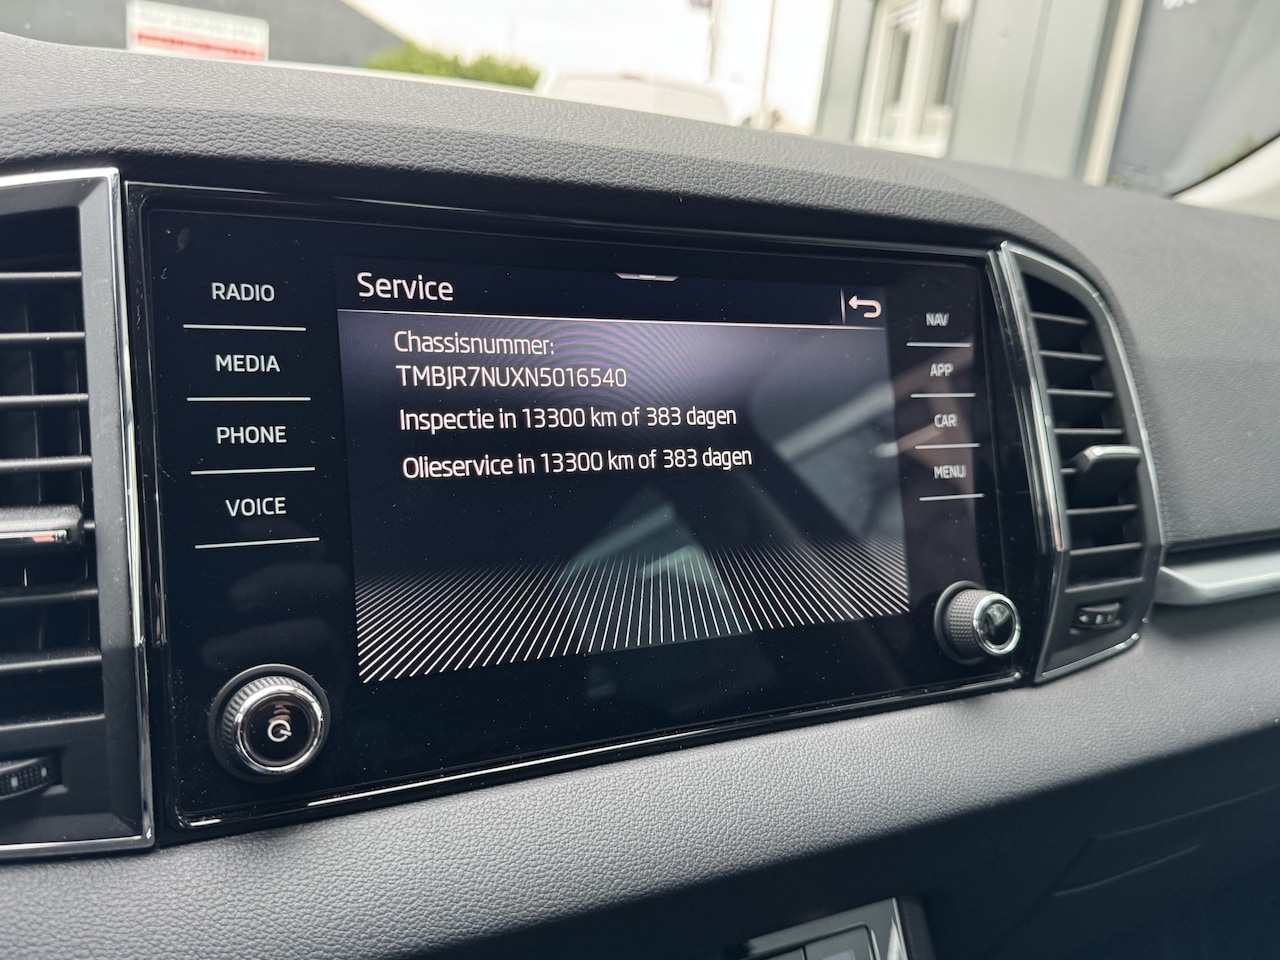 RADIO
MEDIA
PHONE
VOICE
Service
Chassisnummer:
TMBJR7NUXN5016540
Inspectie in 13300 km of 383 dagen
Olieservice in 13300 km of 383 dagen
NAV
APP
CAR
MENU